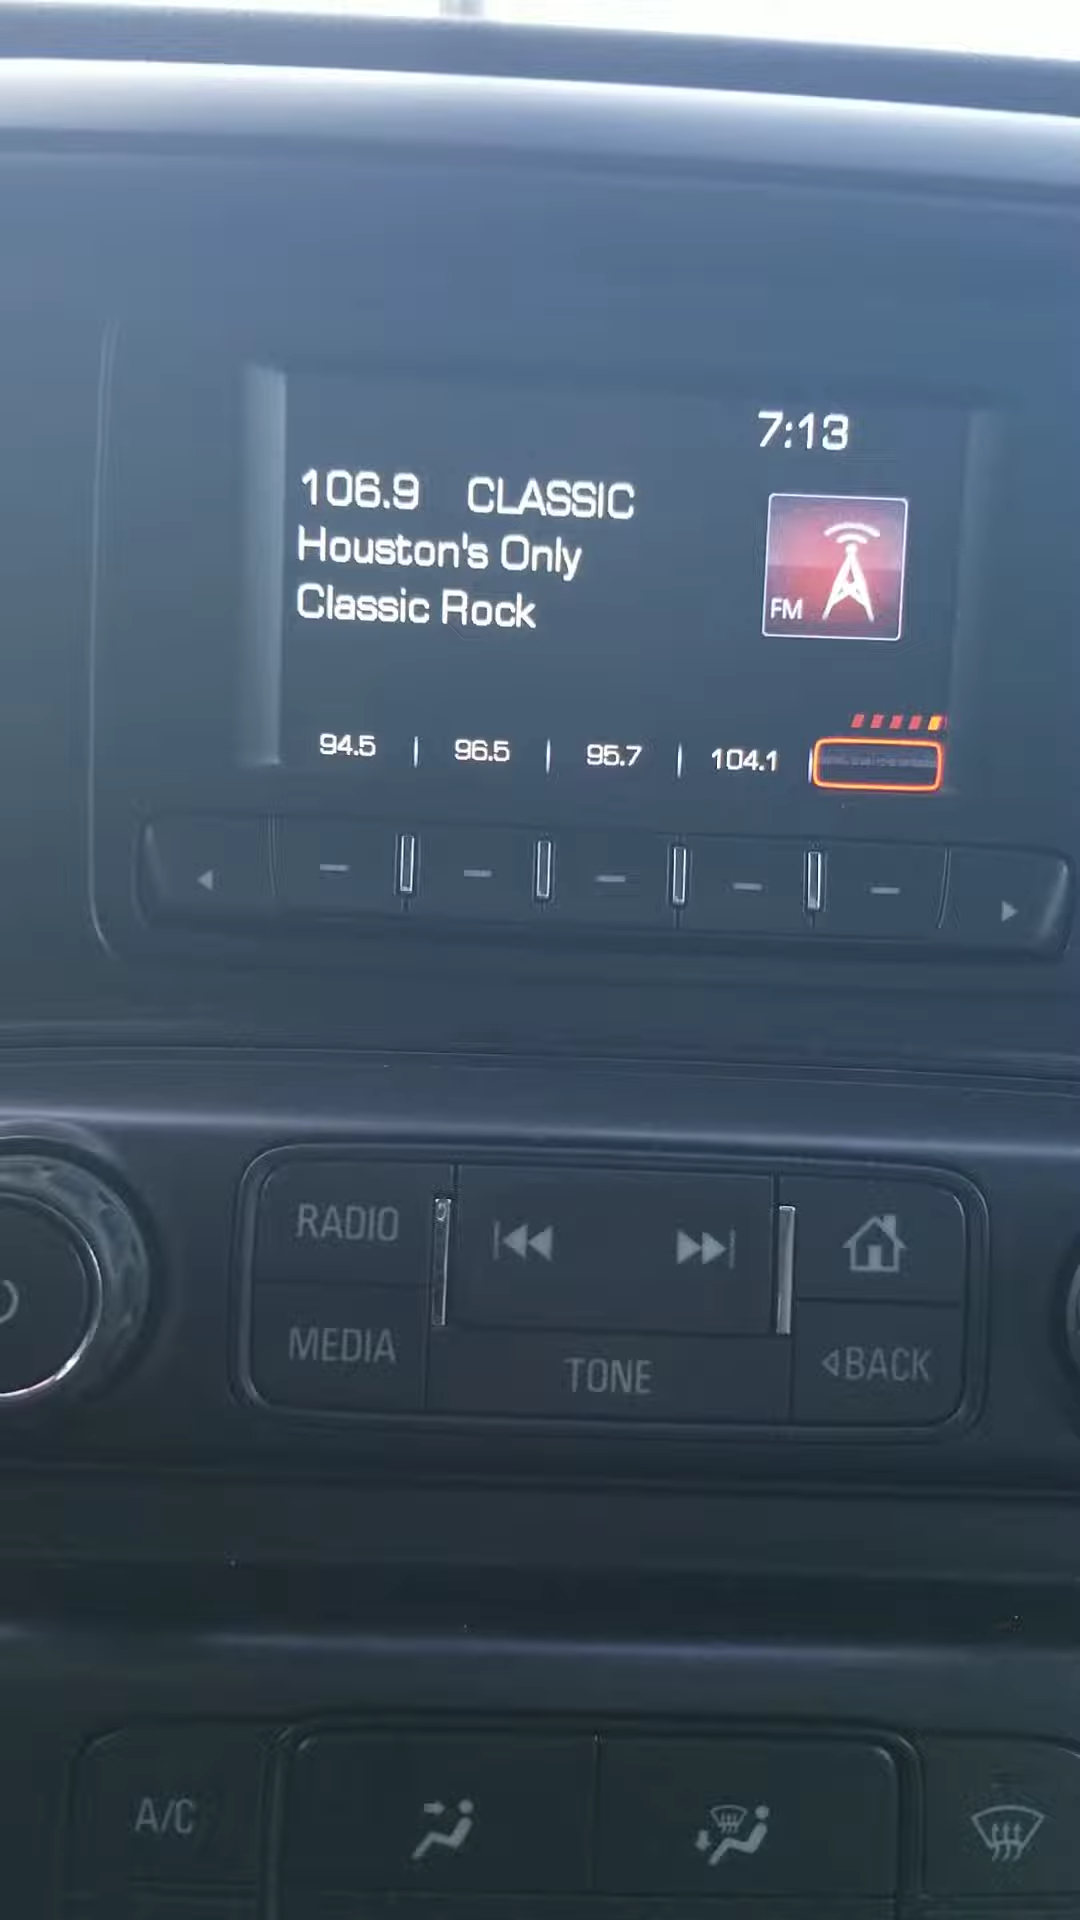 7:13
106.9 CLASSIC
Houston's Only
Classic Rock
FM
94.5 | 96.5 | 95.7 | 104.1 |
RADIO
MEDIA
TONE
BACK
A/C